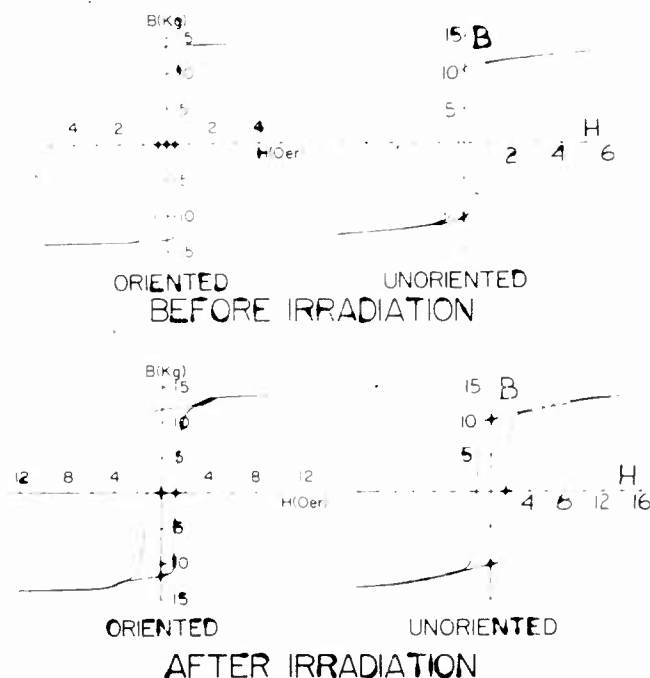 B(Kg)
15
10
5
4 2 2 4
H(Oer)
5
10
15
ORIENTED
15 B
10
5
H
2 4 6
UNORIENTED
BEFORE IRRADIATION
B(Kg)
15
10
5
12 8 4 4 8 12
H(Oer)
5
10
15
ORIENTED
15 B
10
5
H
4 8 12 16
UNORIENTED
AFTER IRRADIATION